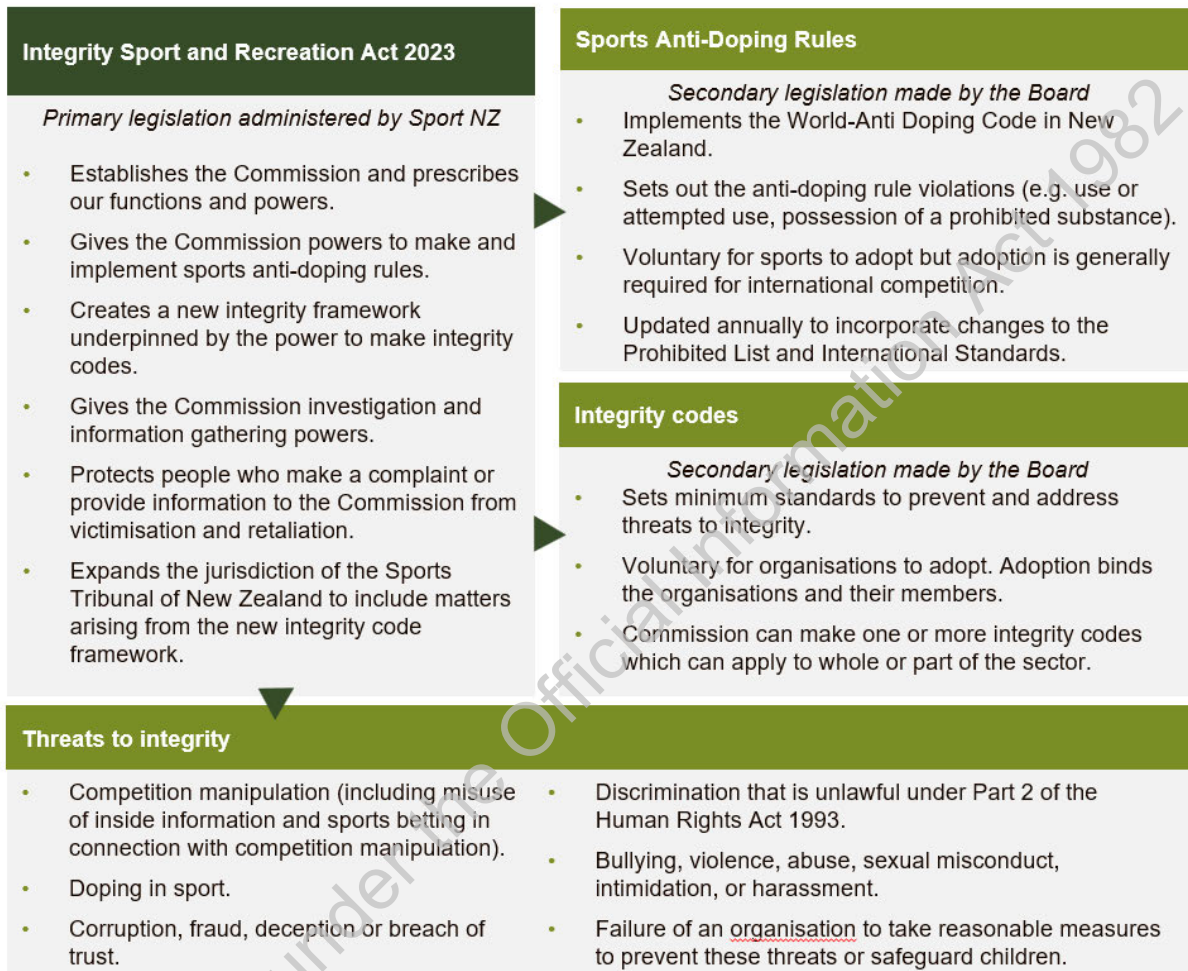 Integrity Sport and Recreation Act 2023
Primary legislation administered by Sport NZ
• Establishes the Commission and prescribes
our functions and powers.
• Gives the Commission powers to make and
implement sports anti-doping rules.
• Creates a new integrity framework
underpinned by the power to make integrity
codes.
• Gives the Commission investigation and
information gathering powers.
• Protects people who make a complaint or
provide information to the Commission from
victimisation and retaliation.
• Expands the jurisdiction of the Sports
Tribunal of New Zealand to include matters
arising from the new integrity code
framework.
Sports Anti-Doping Rules
Secondary legislation made by the Board
• Implements the World-Anti Doping Code in New
Zealand.
• Sets out the anti-doping rule violations (e.g. use or
attempted use, possession of a prohibited substance).
• Voluntary for sports to adopt but adoption is generally
required for international competition.
• Updated annually to incorporate changes to the
Prohibited List and International Standards.
Integrity codes
Secondary legislation made by the Board
• Sets minimum standards to prevent and address
threats to integrity.
• Voluntary for organisations to adopt. Adoption binds
the organisations and their members.
• Commission can make one or more integrity codes
which can apply to whole or part of the sector.
Threats to integrity
• Competition manipulation (including misuse
of inside information and sports betting in
connection with competition manipulation).
• Doping in sport.
• Corruption, fraud, deception or breach of
trust.
• Discrimination that is unlawful under Part 2 of the
Human Rights Act 1993.
• Bullying, violence, abuse, sexual misconduct,
intimidation, or harassment.
• Failure of an organisation to take reasonable measures
to prevent these threats or safeguard children.
under the Official Information Act 1982